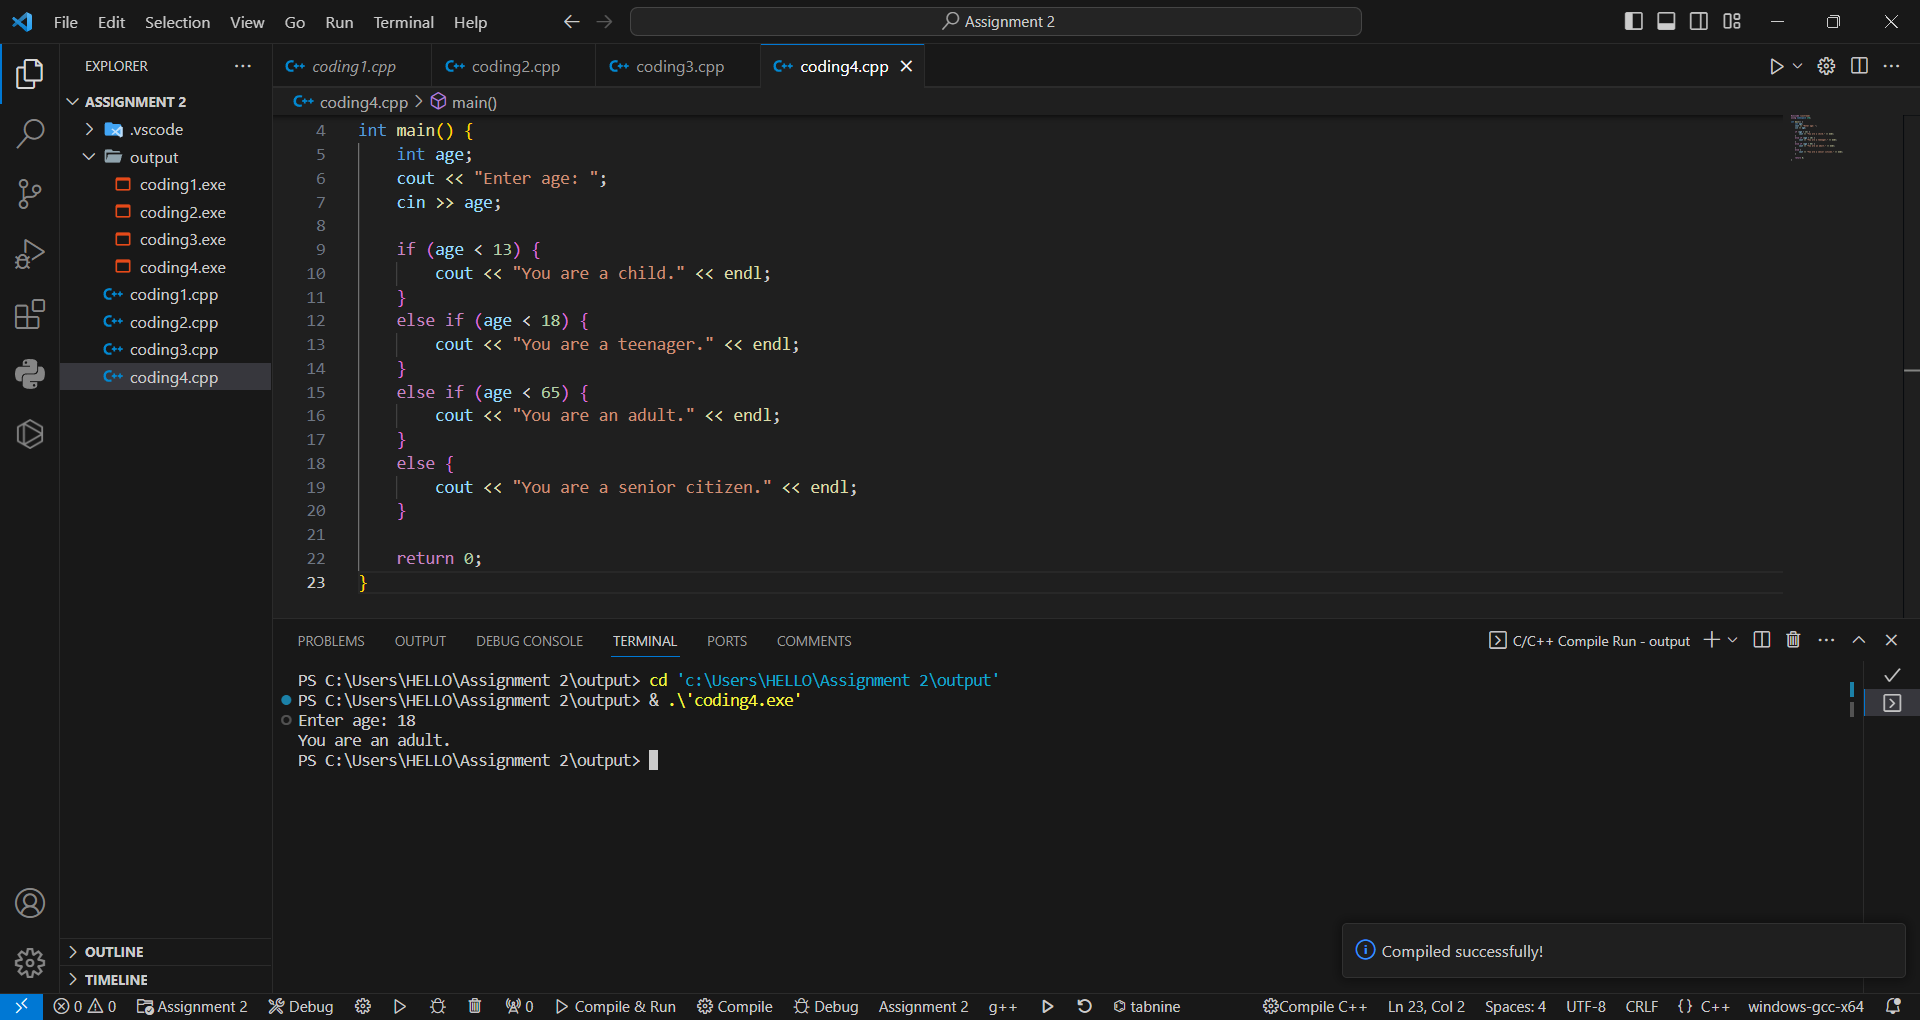 File Edit Selection View Go Run Terminal Help
Assignment 2
EXPLORER
ASSIGNMENT 2
.vscode
output
coding1.exe
coding2.exe
coding3.exe
coding4.exe
coding1.cpp
coding2.cpp
coding3.cpp
coding4.cpp
OUTLINE
TIMELINE
coding1.cpp coding2.cpp coding3.cpp coding4.cpp
coding4.cpp > main()
4 int main() {
5 int age;
6 cout << "Enter age: ";
7 cin >> age;
8
9 if (age < 13) {
10 cout << "You are a child." << endl;
11 }
12 else if (age < 18) {
13 cout << "You are a teenager." << endl;
14 }
15 else if (age < 65) {
16 cout << "You are an adult." << endl;
17 }
18 else {
19 cout << "You are a senior citizen." << endl;
20 }
21
22 return 0;
23 }
PROBLEMS OUTPUT DEBUG CONSOLE TERMINAL PORTS COMMENTS
C/C++ Compile Run - output
PS C:\Users\HELLO\Assignment 2\output> cd 'c:\Users\HELLO\Assignment 2\output'
PS C:\Users\HELLO\Assignment 2\output> & .\'coding4.exe'
Enter age: 18
You are an adult.
PS C:\Users\HELLO\Assignment 2\output>
Compiled successfully!
0 0 Assignment 2 Debug 0 Compile & Run Compile Debug Assignment 2 g++ tabnine Compile C++ Ln 23, Col 2 Spaces: 4 UTF-8 CRLF {} C++ windows-gcc-x64